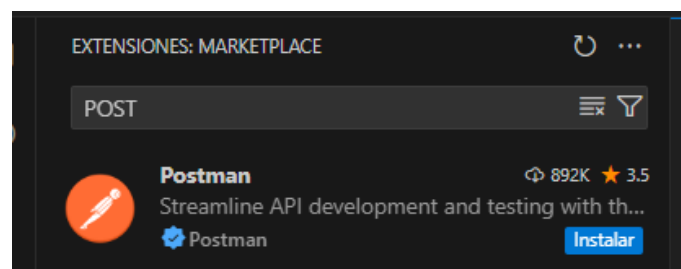 EXTENSIONES: MARKETPLACE
POST
Postman 892K 3.5
Streamline API development and testing with th...
Postman Instalar